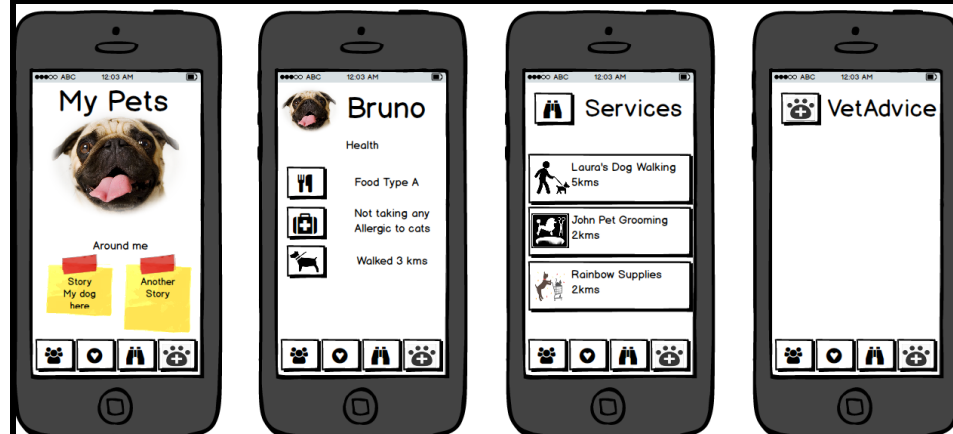 ABC 12:03 AM
My Pets
Around me
Story
My dog
here
Another
Story
ABC 12:03 AM
Bruno
Health
Food Type A
Not taking any
Allergic to cats
Walked 3 kms
ABC 12:03 AM
Services
Laura's Dog Walking
5kms
John Pet Grooming
2kms
Rainbow Supplies
2kms
ABC 12:03 AM
VetAdvice